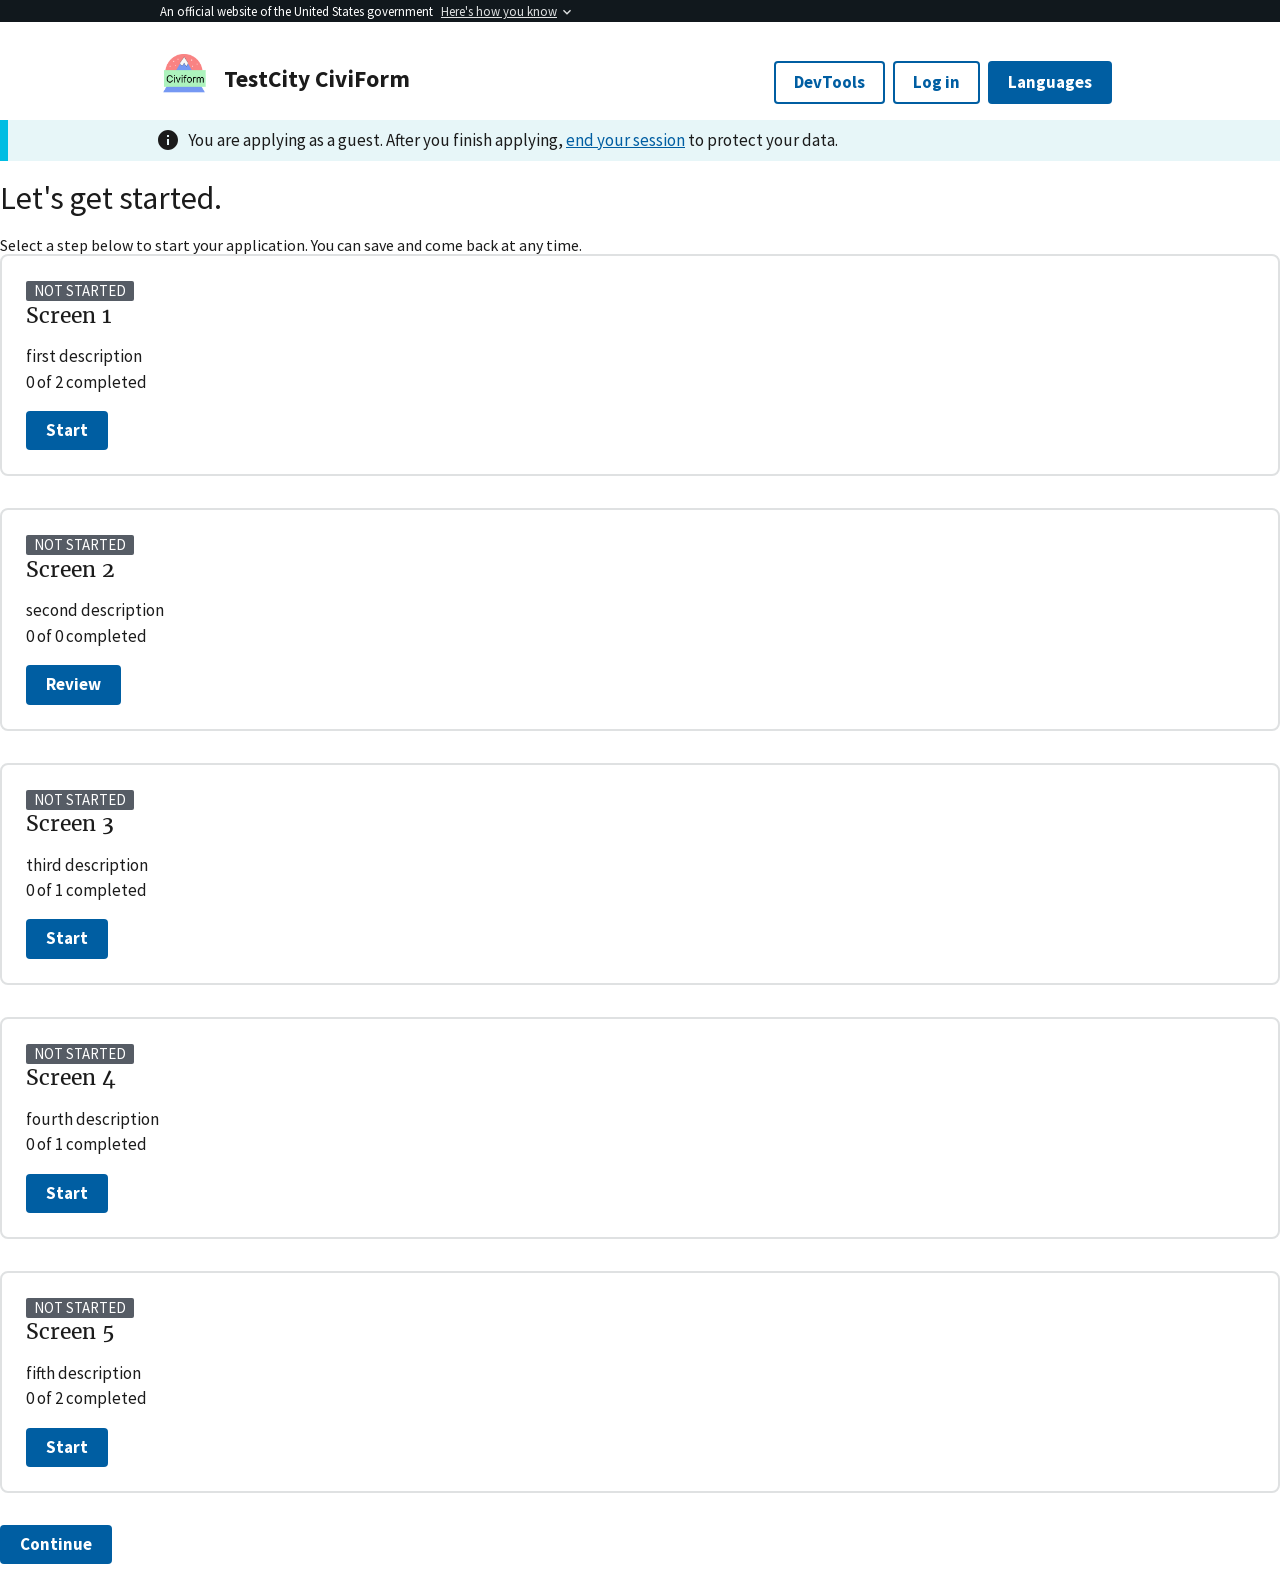 An official website of the United States government Here's how you know
Civiform
TestCity CiviForm
DevTools
Log in
Languages
You are applying as a guest. After you finish applying, end your session to protect your data.
Let's get started.
Select a step below to start your application. You can save and come back at any time.
NOT STARTED
Screen 1
first description
0 of 2 completed
Start
NOT STARTED
Screen 2
second description
0 of 0 completed
Review
NOT STARTED
Screen 3
third description
0 of 1 completed
Start
NOT STARTED
Screen 4
fourth description
0 of 1 completed
Start
NOT STARTED
Screen 5
fifth description
0 of 2 completed
Start
Continue